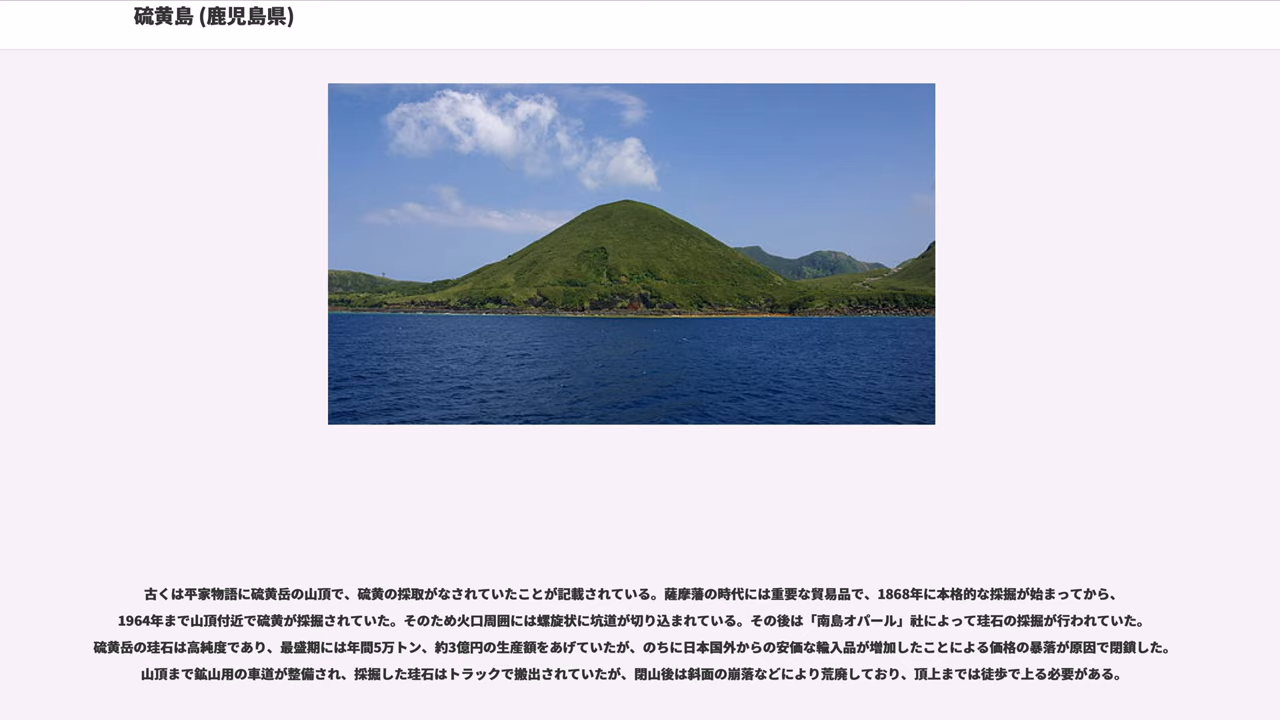 硫黄島 (鹿児島県)
古くは平家物語に硫黄岳の山頂で、硫黄の採取がなされていたことが記載されている。薩摩藩の時代には重要な貿易品で、1868年に本格的な採掘が始まってから、
1964年まで山頂付近で硫黄が採掘されていた。そのため火口周囲には螺旋状に坑道が切り込まれている。その後は「南島オパール」社によって珪石の採掘が行われていた。
硫黄岳の珪石は高純度であり、最盛期には年間5万トン、約3億円の生産額をあげていたが、のちに日本国外からの安価な輸入品が増加したことによる価格の暴落が原因で閉鎖した。
山頂まで鉱山用の車道が整備され、採掘した珪石はトラックで搬出されていたが、閉山後は斜面の崩落などにより荒廃しており、頂上までは徒歩で上る必要がある。